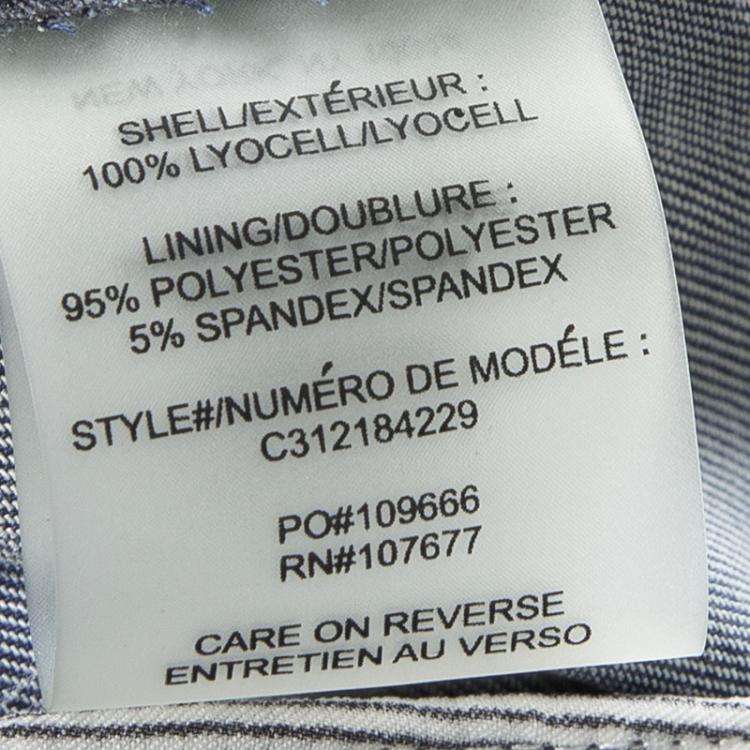 SHELL/EXTÉRIEUR :
100% LYOCELL/LYOCELL
LINING/DOUBLURE :
95% POLYESTER/POLYESTER
5% SPANDEX/SPANDEX
STYLE#/NUMÉRO DE MODÉLE :
C312184229
PO#109666
RN#107677
CARE ON REVERSE
ENTRETIEN AU VERSO